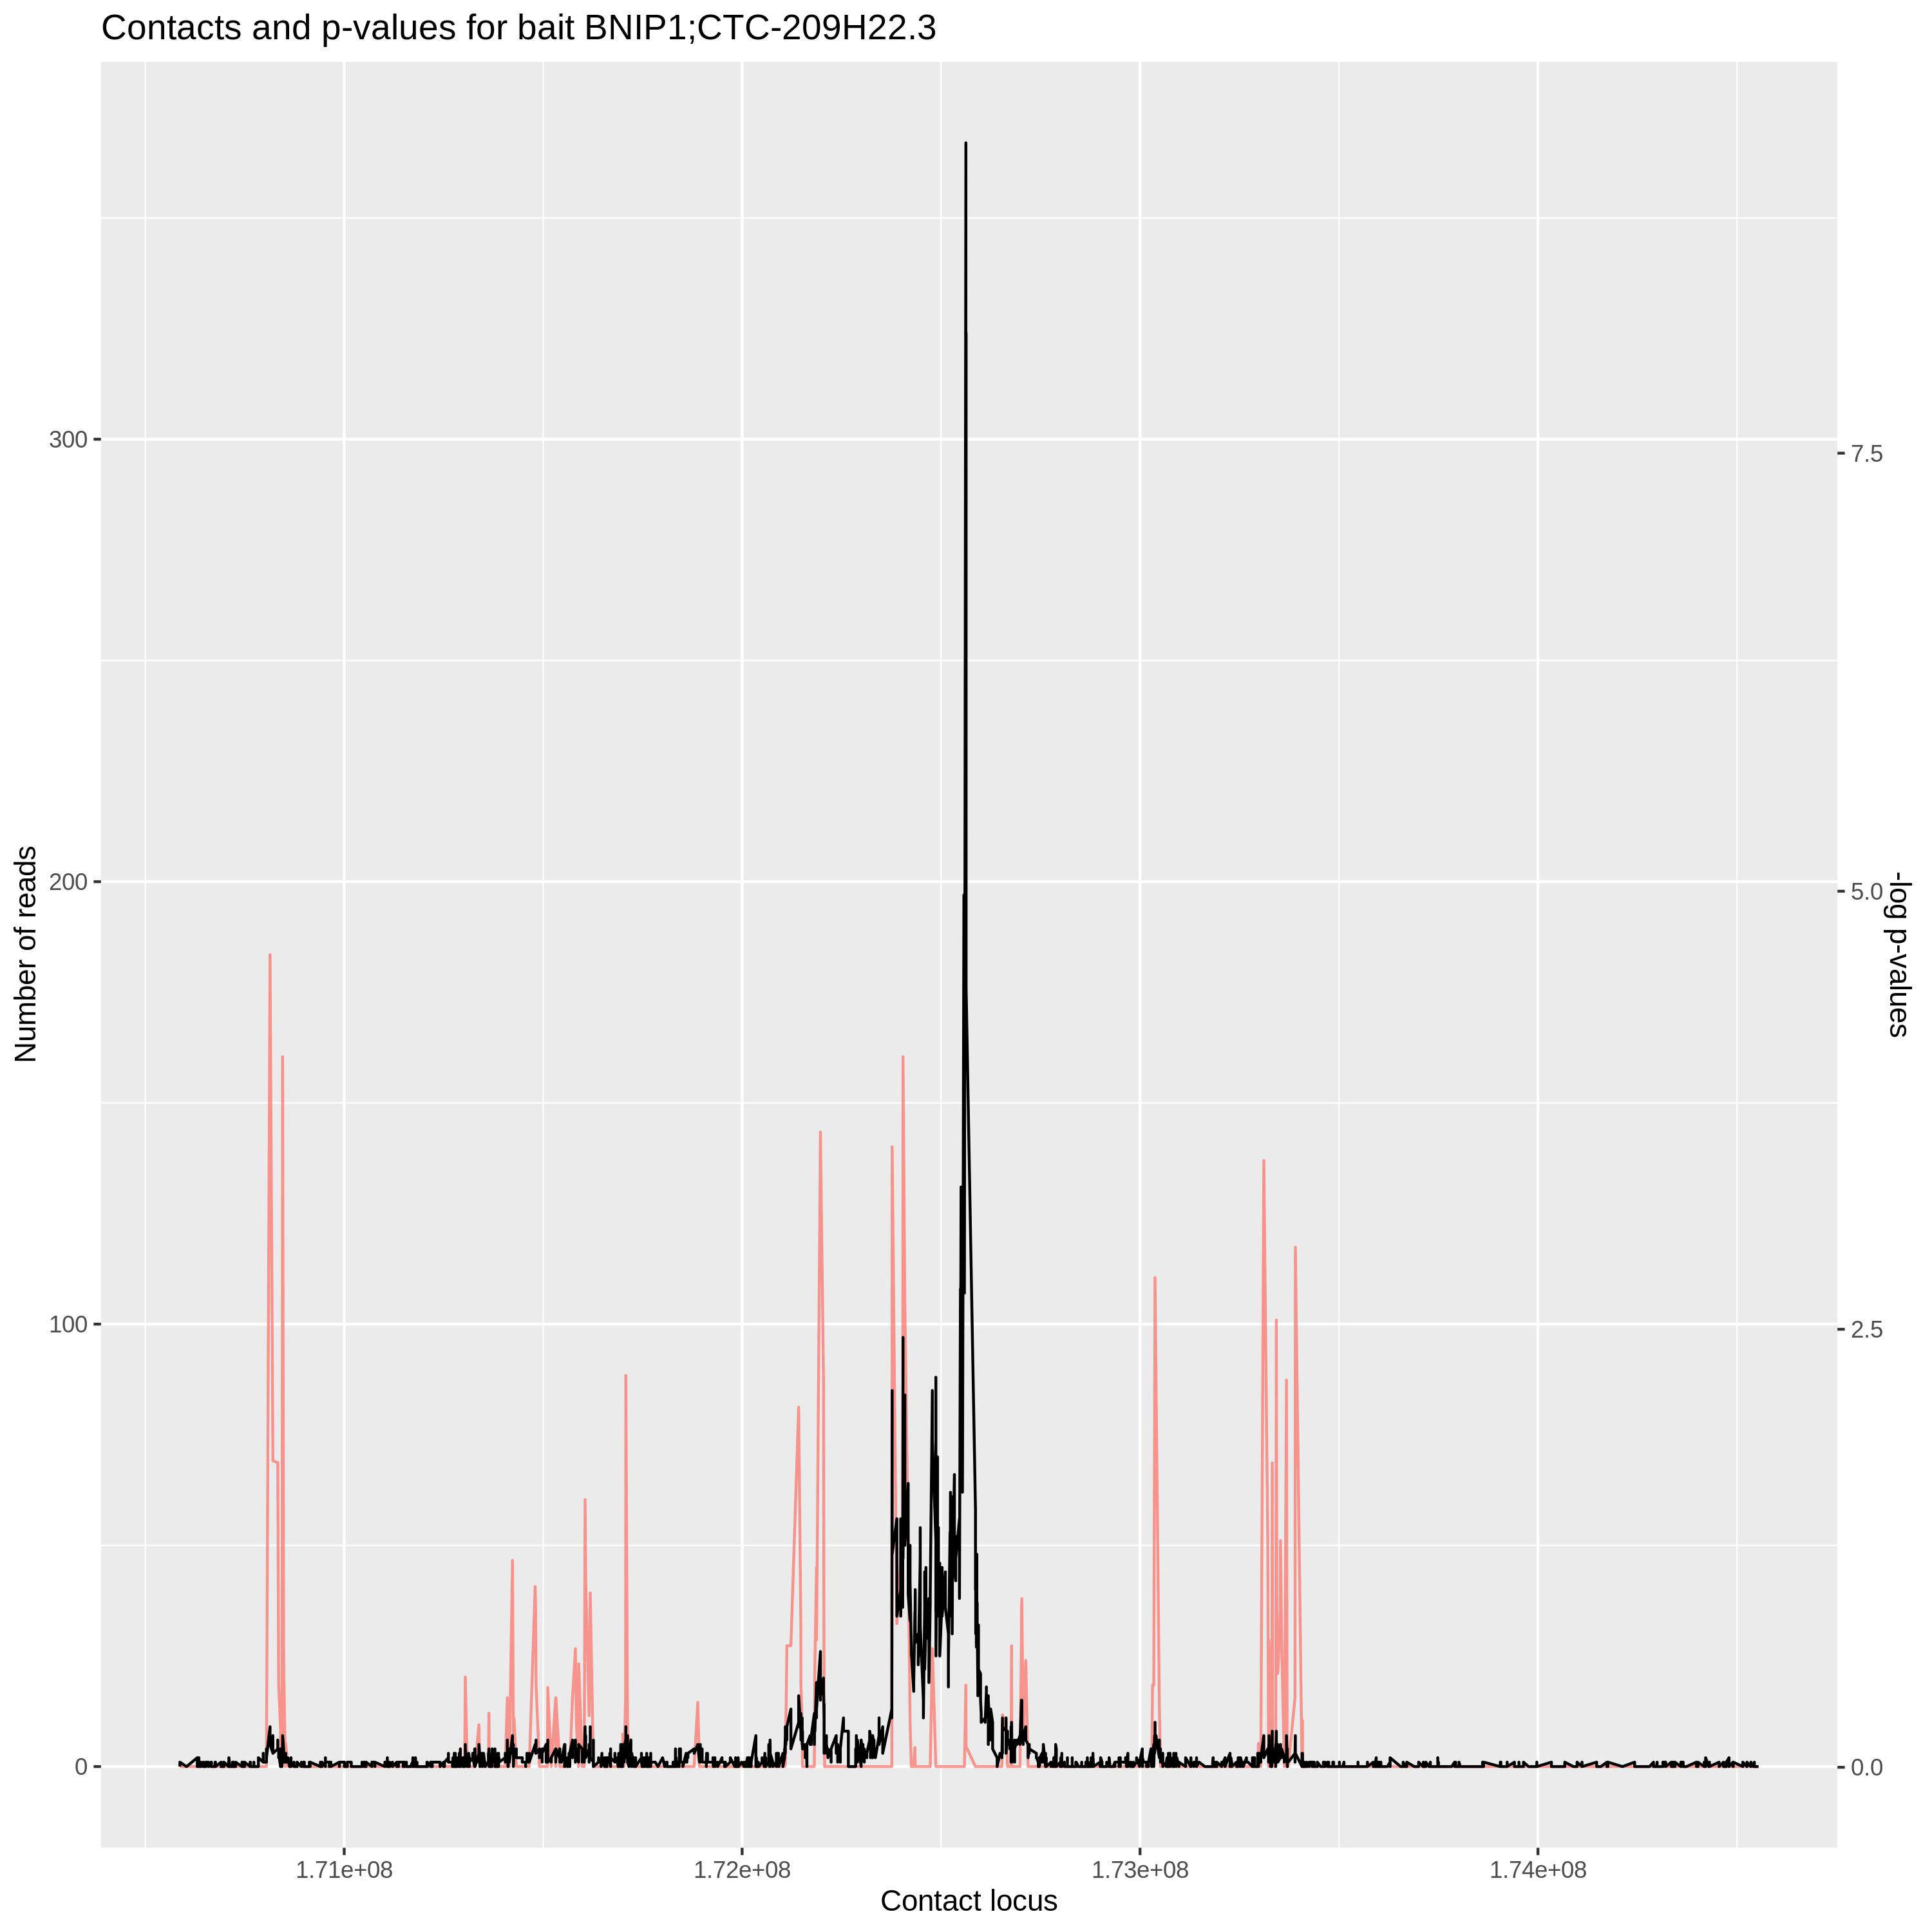 Contacts and p-values for bait BNIP1;CTC-209H22.3
Number of reads
300
200
100
0
7.5
5.0
2.5
0.0
-log p-values
1.71e+08
1.72e+08
1.73e+08
1.74e+08
Contact locus